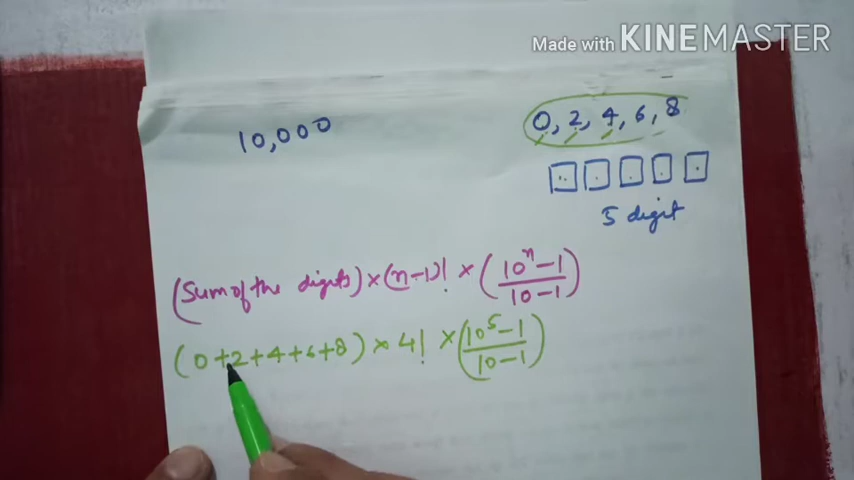 Made with KINEMASTER
10,000
0, 2, 4, 6, 8
5 digit
(Sum of the digits) × (n-1)! × (10ⁿ-1 / 10-1)
(0+2+4+6+8) × 4! × (10⁵-1 / 10-1)